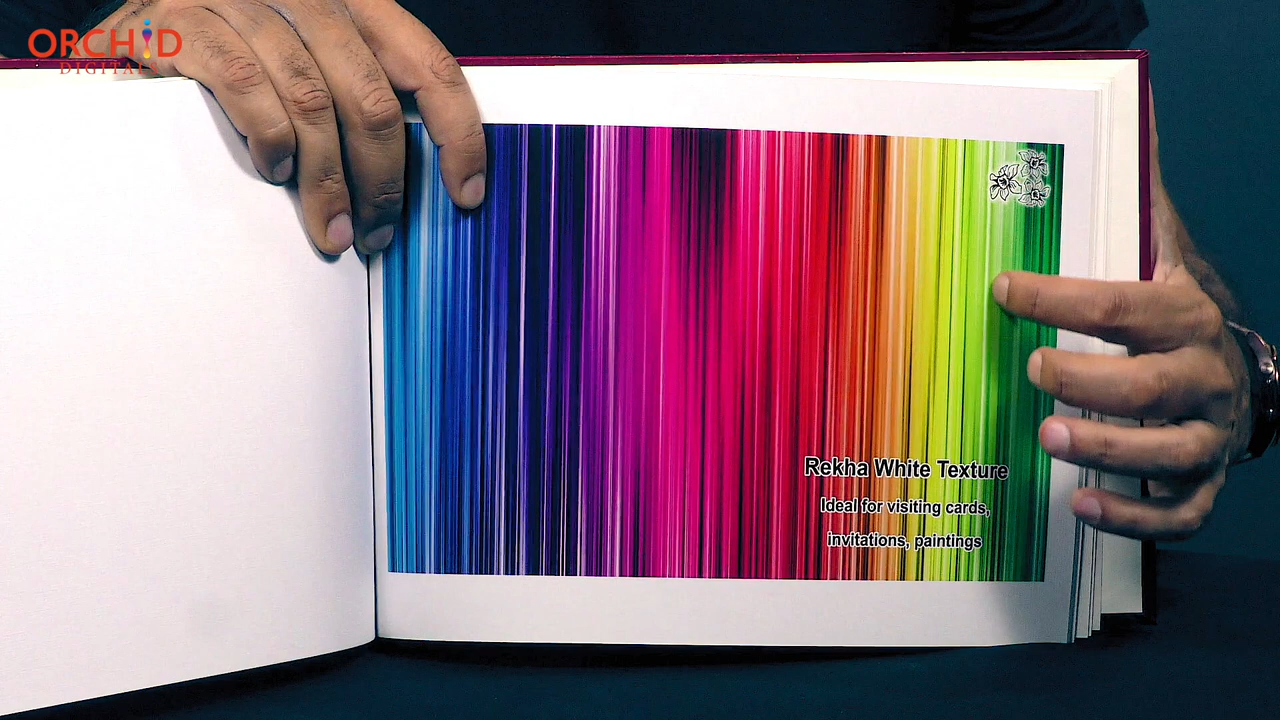 ORCHiD
DIGITAL
Rekha White Texture
Ideal for visiting cards,
invitations, paintings